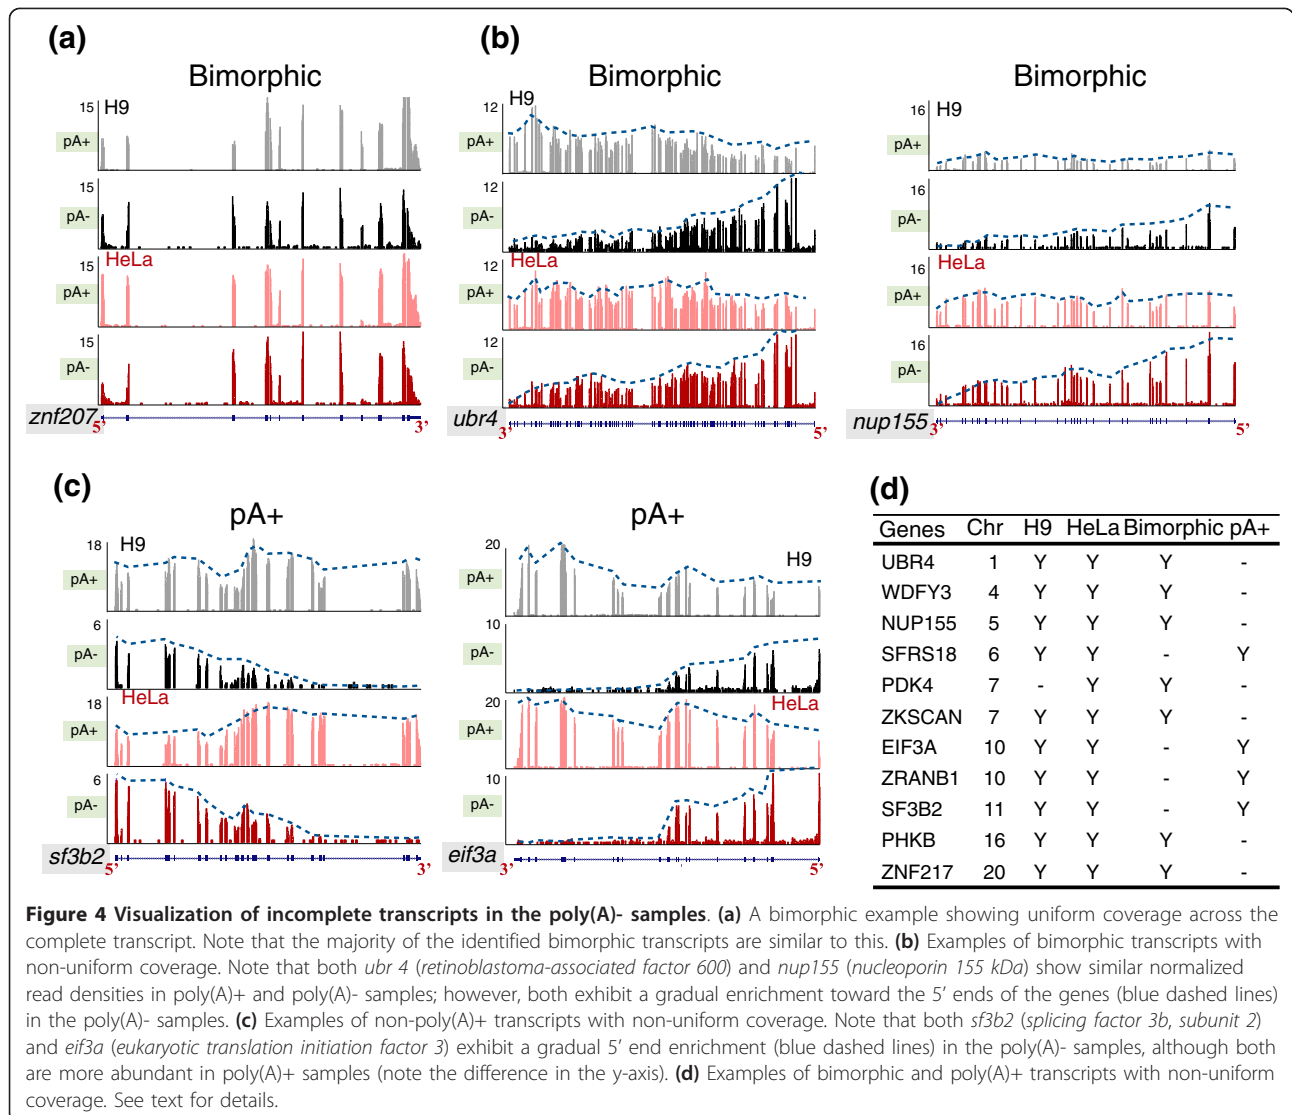 (a)
Bimorphic
15
H9
pA+
15
pA-
HeLa
15
pA+
15
pA-
znf207
5’
3’
(b)
Bimorphic
12
H9
pA+
12
pA-
HeLa
12
pA+
12
pA-
ubr4
3’
5’
Bimorphic
16
H9
pA+
16
pA-
HeLa
16
pA+
16
pA-
nup155
3’
5’
(c)
pA+
18
H9
pA+
6
pA-
HeLa
18
pA+
6
pA-
sf3b2
5’
3’
pA+
20
H9
pA+
10
pA-
HeLa
20
pA+
10
pA-
eif3a
3’
5’
(d)
Genes Chr H9 HeLa Bimorphic pA+
UBR4 1 Y Y Y -
WDFY3 4 Y Y Y -
NUP155 5 Y Y Y -
SFRS18 6 Y Y - Y
PDK4 7 - Y Y -
ZKSCAN 7 Y Y Y -
EIF3A 10 Y Y - Y
ZRANB1 10 Y Y - Y
SF3B2 11 Y Y - Y
PHKB 16 Y Y Y -
ZNF217 20 Y Y Y -
Figure 4 Visualization of incomplete transcripts in the poly(A)- samples. (a) A bimorphic example showing uniform coverage across the
complete transcript. Note that the majority of the identified bimorphic transcripts are similar to this. (b) Examples of bimorphic transcripts with
non-uniform coverage. Note that both ubr 4 (retinoblastoma-associated factor 600) and nup155 (nucleoporin 155 kDa) show similar normalized
read densities in poly(A)+ and poly(A)- samples; however, both exhibit a gradual enrichment toward the 5’ ends of the genes (blue dashed lines)
in the poly(A)- samples. (c) Examples of non-poly(A)+ transcripts with non-uniform coverage. Note that both sf3b2 (splicing factor 3b, subunit 2)
and eif3a (eukaryotic translation initiation factor 3) exhibit a gradual 5’ end enrichment (blue dashed lines) in the poly(A)- samples, although both
are more abundant in poly(A)+ samples (note the difference in the y-axis). (d) Examples of bimorphic and poly(A)+ transcripts with non-uniform
coverage. See text for details.